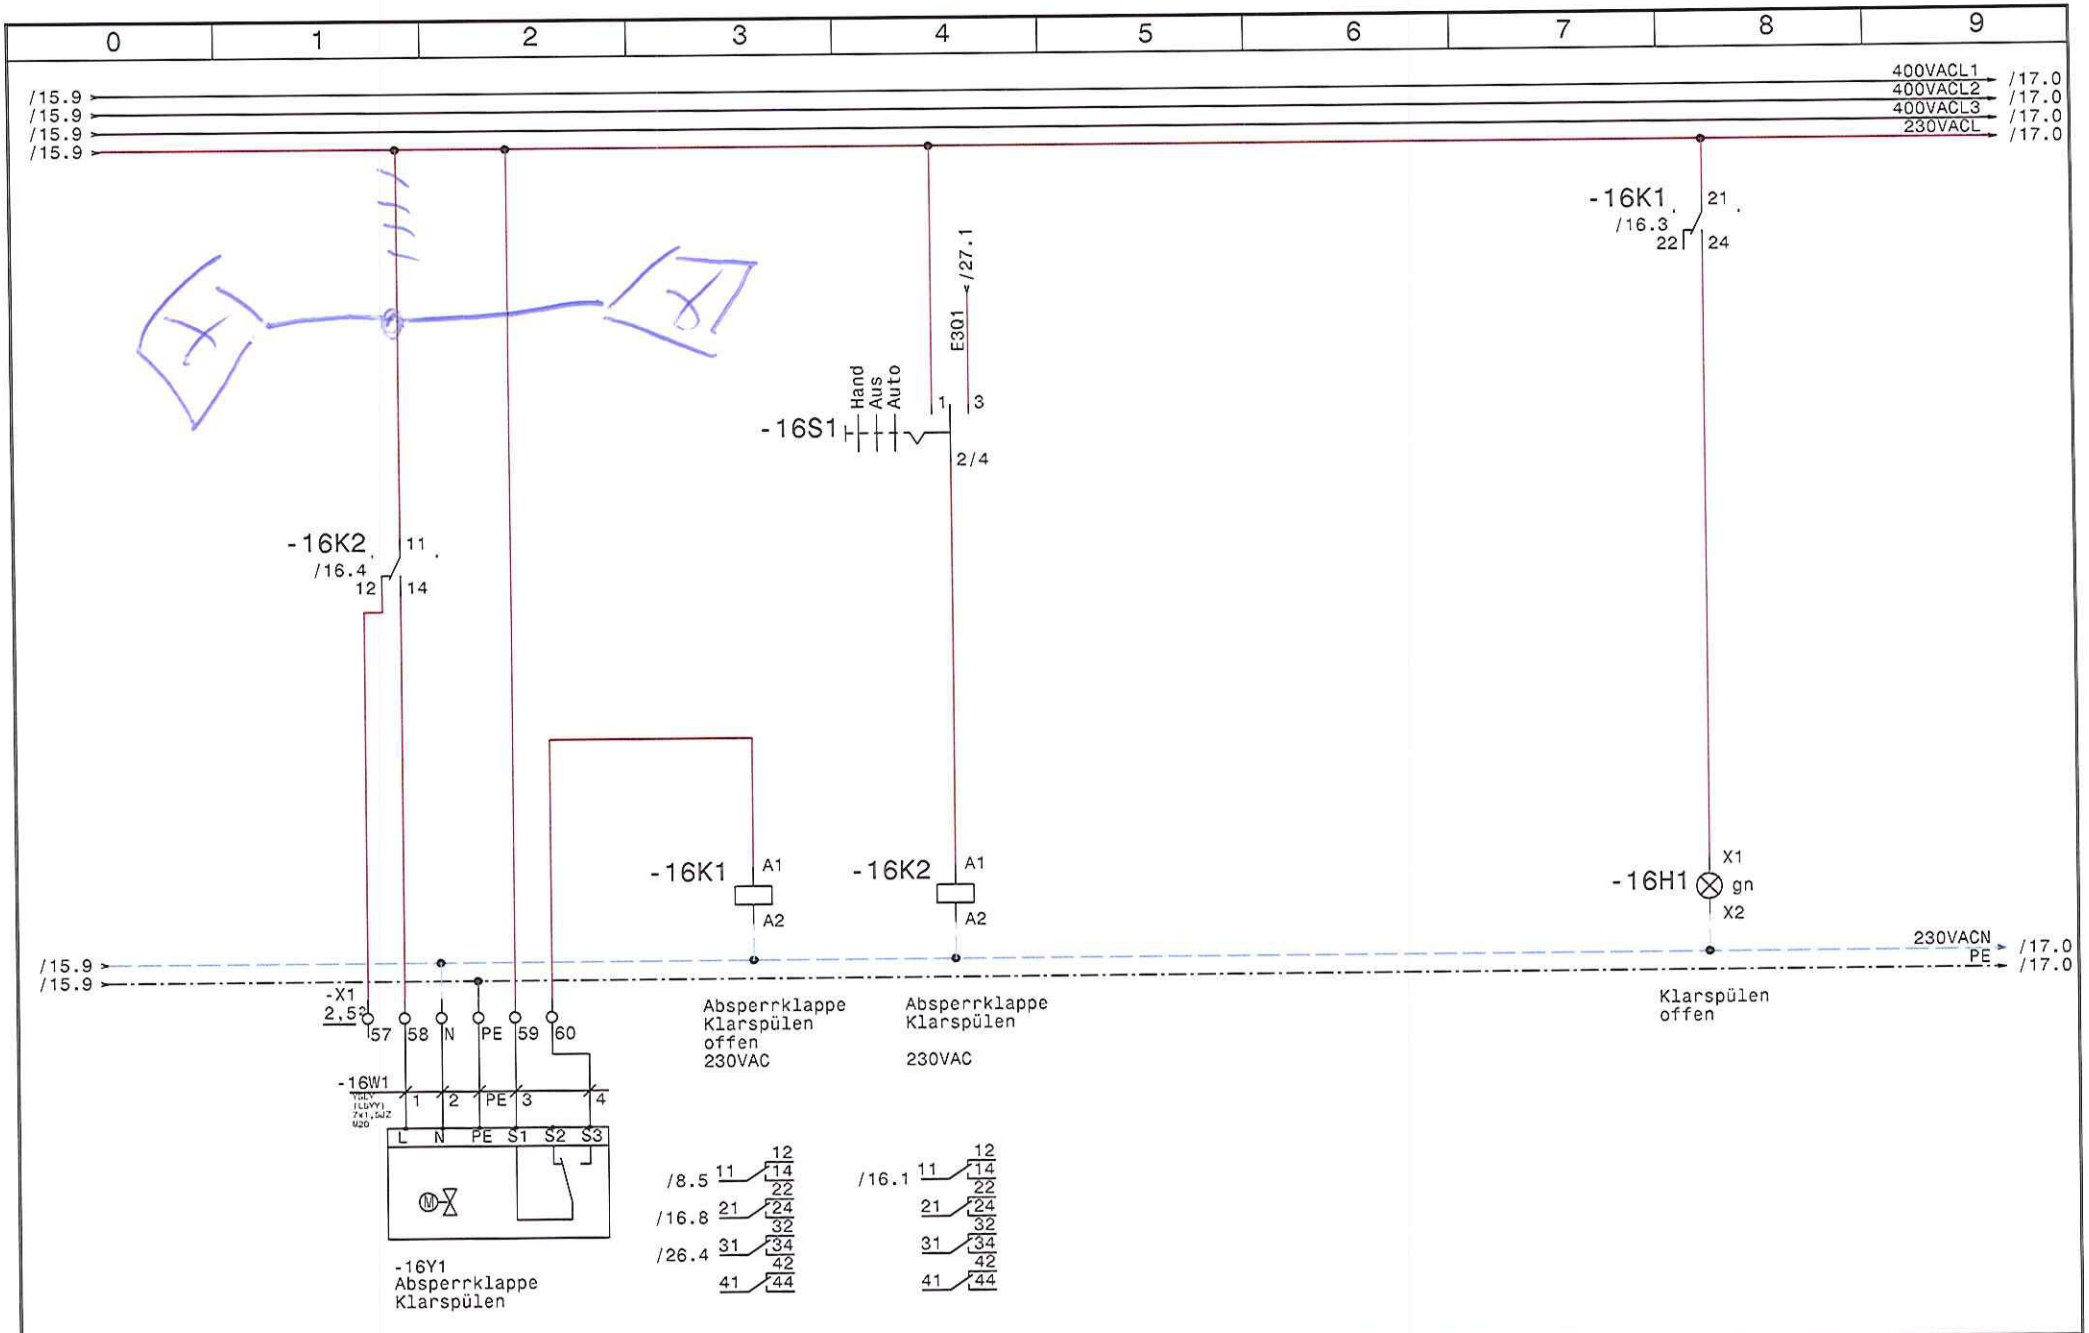 0 1 2 3 4 5 6 7 8 9
400VACL1
/15.9 /17.0
400VACL2
/15.9 /17.0
400VACL3
/15.9 /17.0
230VACL
/15.9 /17.0
-16K1 21
/16.3
22 24
/27.1
E3Q1
Hand
Aus
Auto
1 3
-16S1
2/4
-16K2 11
/16.4
12 14
-16K1 A1
A2
-16K2 A1
A2
X1
-16H1 gn
X2
230VACN
/15.9 /17.0
PE
/15.9 /17.0
-X1
2,5²
57 58 N PE 59 60
Absperrklappe
Klarspülen
offen
230VAC
Absperrklappe
Klarspülen
230VAC
Klarspülen
offen
-16W1
1 2 PE 3 4
7x1,5JZ
M20
L N PE S1 S2 S3
M
-16Y1
Absperrklappe
Klarspülen
12
/8.5 11 14
22
/16.8 21 24
32
/26.4 31 34
42
41 44
12
/16.1 11 14
22
21 24
32
31 34
42
41 44